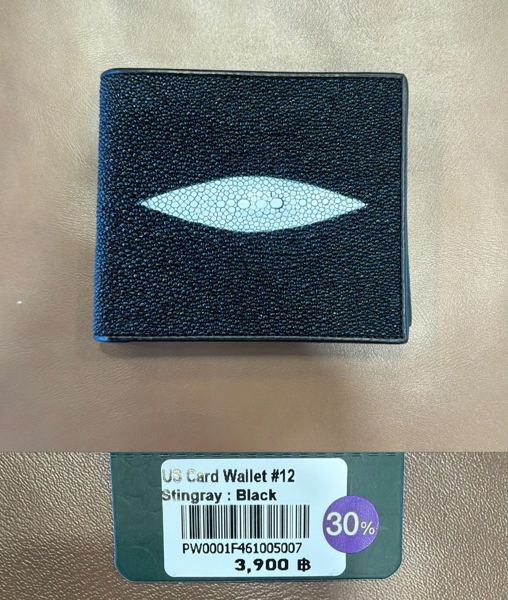 US Card Wallet #12
Stingray : Black
30%
PW0001F461005007
3,900 ฿